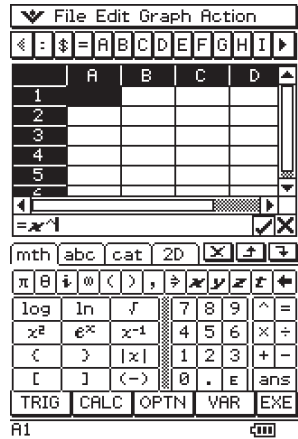 File Edit Graph Action
: $ = A B C D E F G H I
A B C D
1
2
3
4
5
=x^
mth abc cat 2D
π θ i ∞ ( ) , ⇒ x y z t ←
log ln √ 7 8 9 ^ =
x² eˣ x⁻¹ 4 5 6 × ÷
( ) |x| 1 2 3 + −
[ ] (−) 0 . E ans
TRIG CALC OPTN VAR EXE
A1